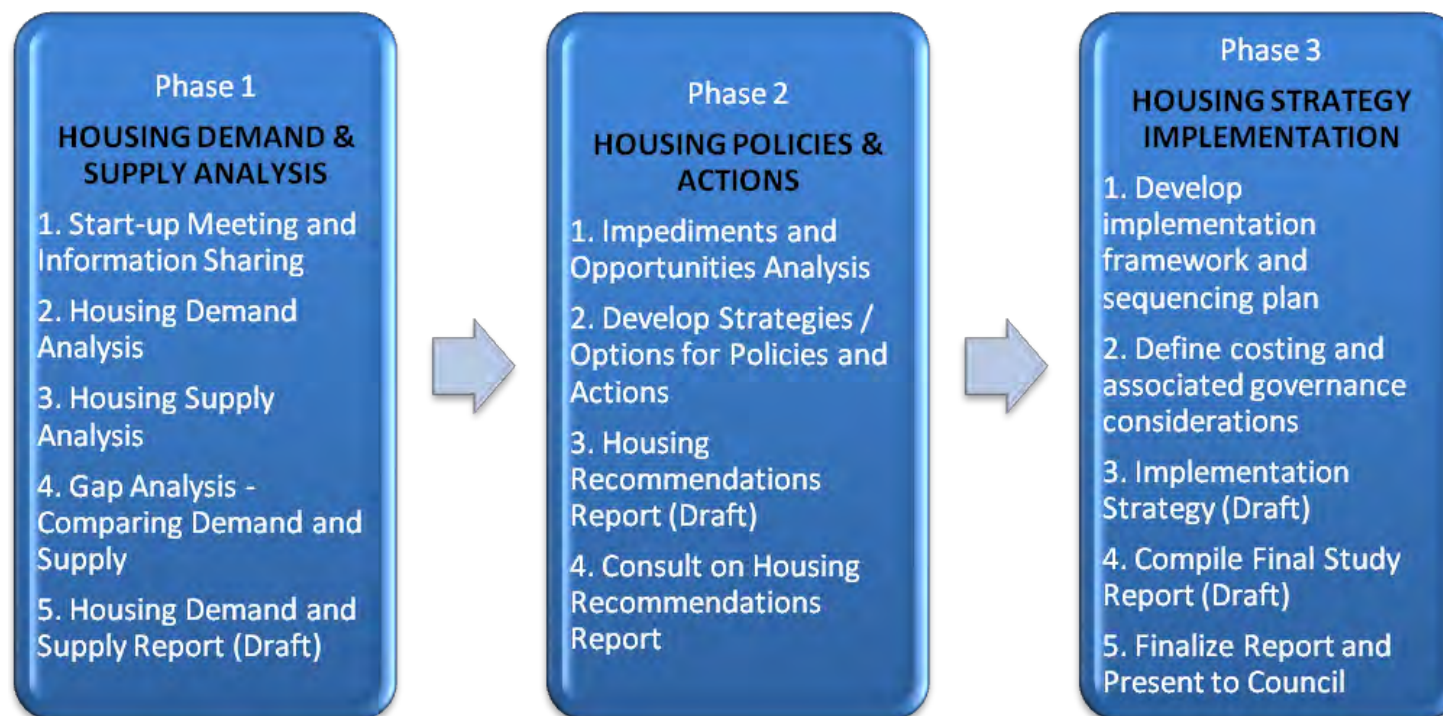 Phase 1
HOUSING DEMAND &
SUPPLY ANALYSIS
1. Start-up Meeting and
Information Sharing
2. Housing Demand
Analysis
3. Housing Supply
Analysis
4. Gap Analysis -
Comparing Demand and
Supply
5. Housing Demand and
Supply Report (Draft)
Phase 2
HOUSING POLICIES &
ACTIONS
1. Impediments and
Opportunities Analysis
2. Develop Strategies /
Options for Policies and
Actions
3. Housing
Recommendations
Report (Draft)
4. Consult on Housing
Recommendations
Report
Phase 3
HOUSING STRATEGY
IMPLEMENTATION
1. Develop
implementation
framework and
sequencing plan
2. Define costing and
associated governance
considerations
3. Implementation
Strategy (Draft)
4. Compile Final Study
Report (Draft)
5. Finalize Report and
Present to Council